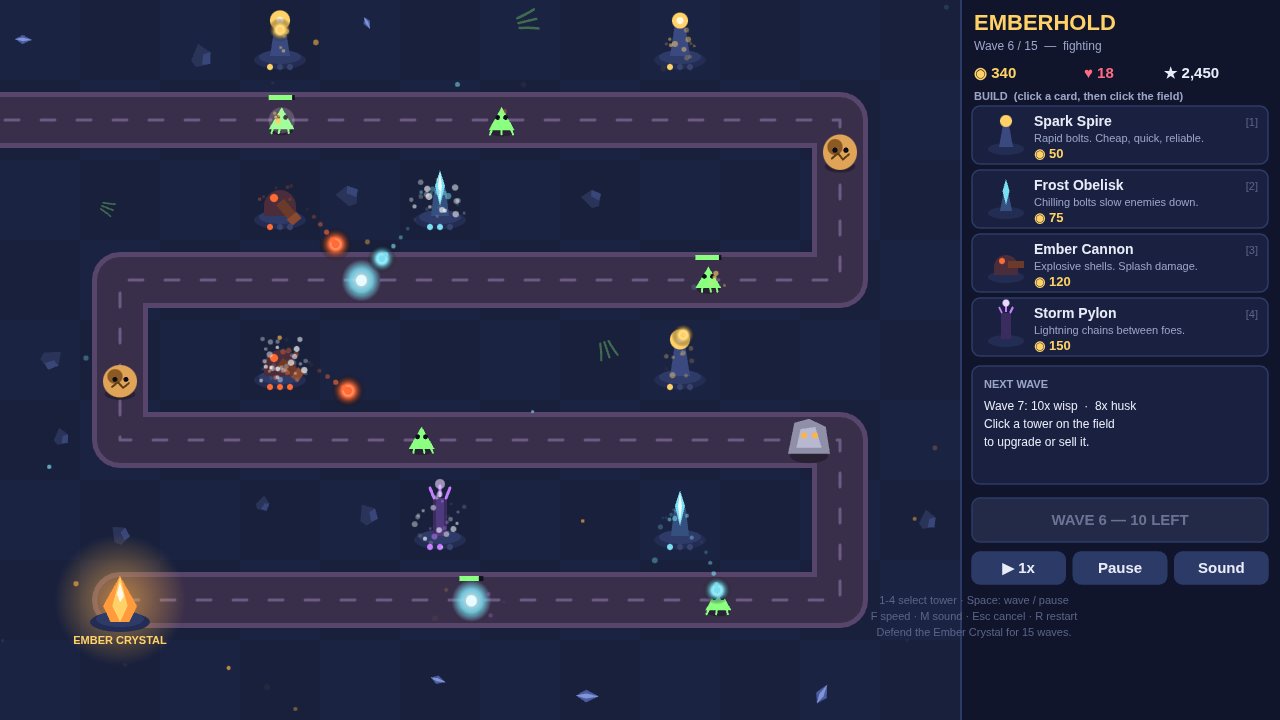 EMBERHOLD
Wave 6 / 15 — fighting
◉ 340 ♥ 18 ★ 2,450
BUILD (click a card, then click the field)
Spark Spire [1]
Rapid bolts. Cheap, quick, reliable.
◉ 50
Frost Obelisk [2]
Chilling bolts slow enemies down.
◉ 75
Ember Cannon [3]
Explosive shells. Splash damage.
◉ 120
Storm Pylon [4]
Lightning chains between foes.
◉ 150
NEXT WAVE
Wave 7: 10x wisp · 8x husk
Click a tower on the field
to upgrade or sell it.
WAVE 6 — 10 LEFT
▶ 1x Pause Sound
1-4 select tower · Space: wave / pause
F speed · M sound · Esc cancel · R restart
Defend the Ember Crystal for 15 waves.
EMBER CRYSTAL